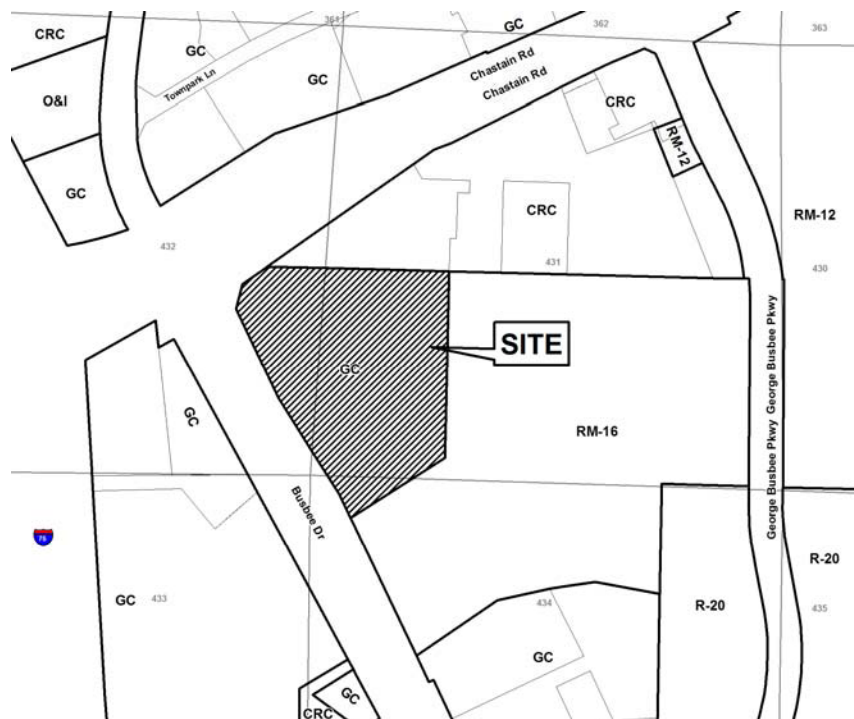 361
GC
362
363
CRC
GC
Chastain Rd
Chastain Rd
GC
Townpark Ln
O&I
CRC
RM-12
GC
CRC
RM-12
432
431
430
SITE
GC
George Busbee Pkwy George Busbee Pkwy
GC
RM-16
Busbee Dr
75
R-20
GC
433
434
R-20
435
GC
GC
CRC